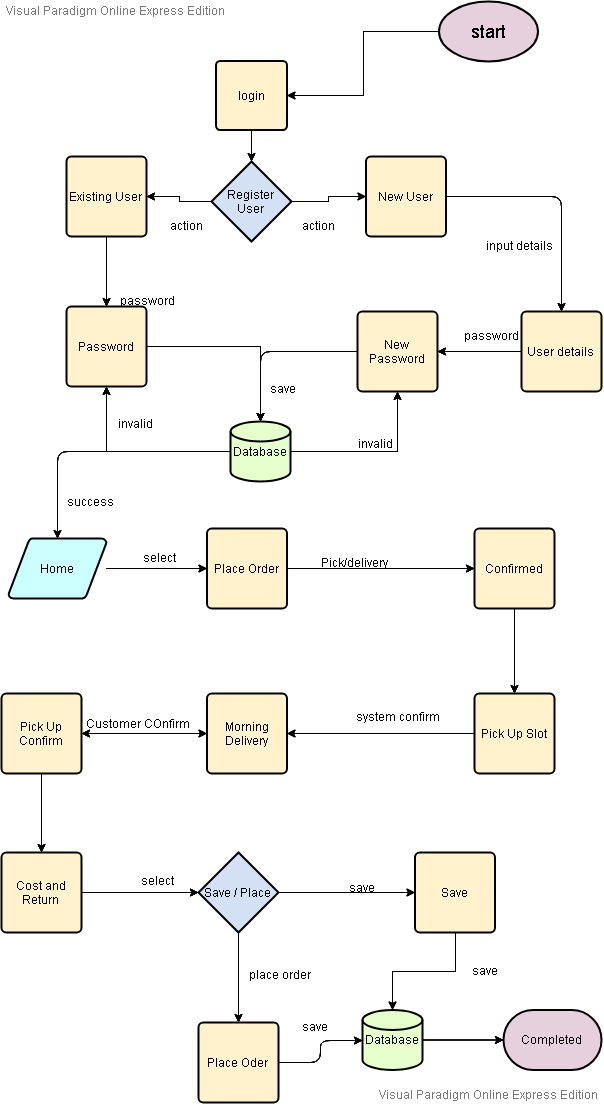 Visual Paradigm Online Express Edition
start
login
Existing User
Register
User
New User
action
action
input details
password
Password
New
Password
password
User details
save
invalid
Database
invalid
success
Home
select
Place Order
Pick/delivery
Confirmed
Pick Up
Confirm
Customer COnfirm
Morning
Delivery
system confirm
Pick Up Slot
Cost and
Return
select
Save / Place
save
Save
place order
save
Place Oder
save
Database
Completed
Visual Paradigm Online Express Edition